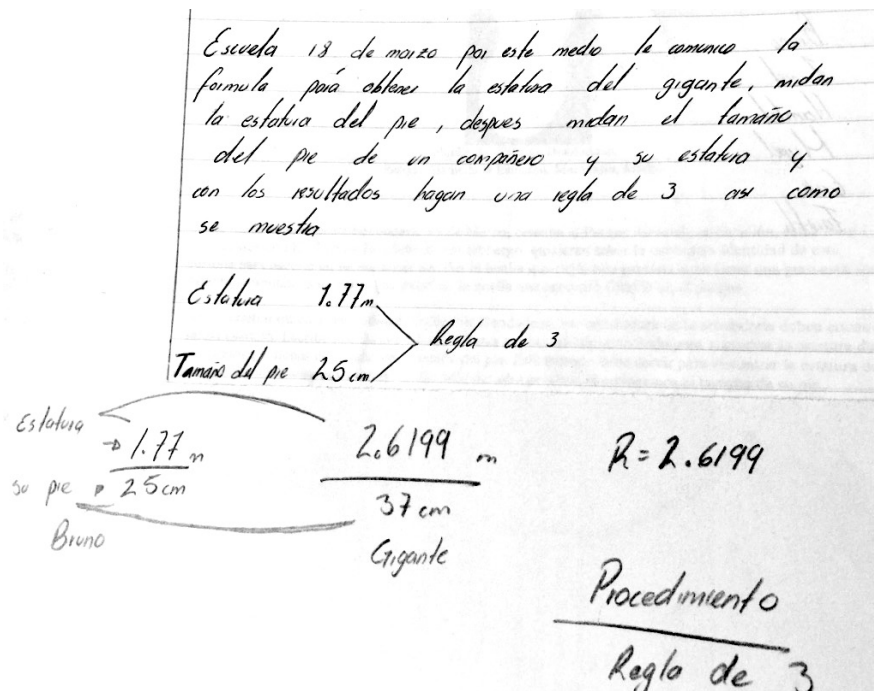 Escuela 18 de marzo por este medio le comunico la
formula para obtener la estatura del gigante, midan
la estatura del pie, despues midan el tamaño
del pie de un compañero y su estatura y
con los resultados hagan una regla de 3 asi como
se muestra
Estatura 1.77m
Regla de 3
Tamaño del pie 25cm
Estatura
→ 1.77 m
su pie → 25cm
Bruno
2.6199 m
37 cm
Gigante
R=2.6199
Procedimiento
Regla de 3